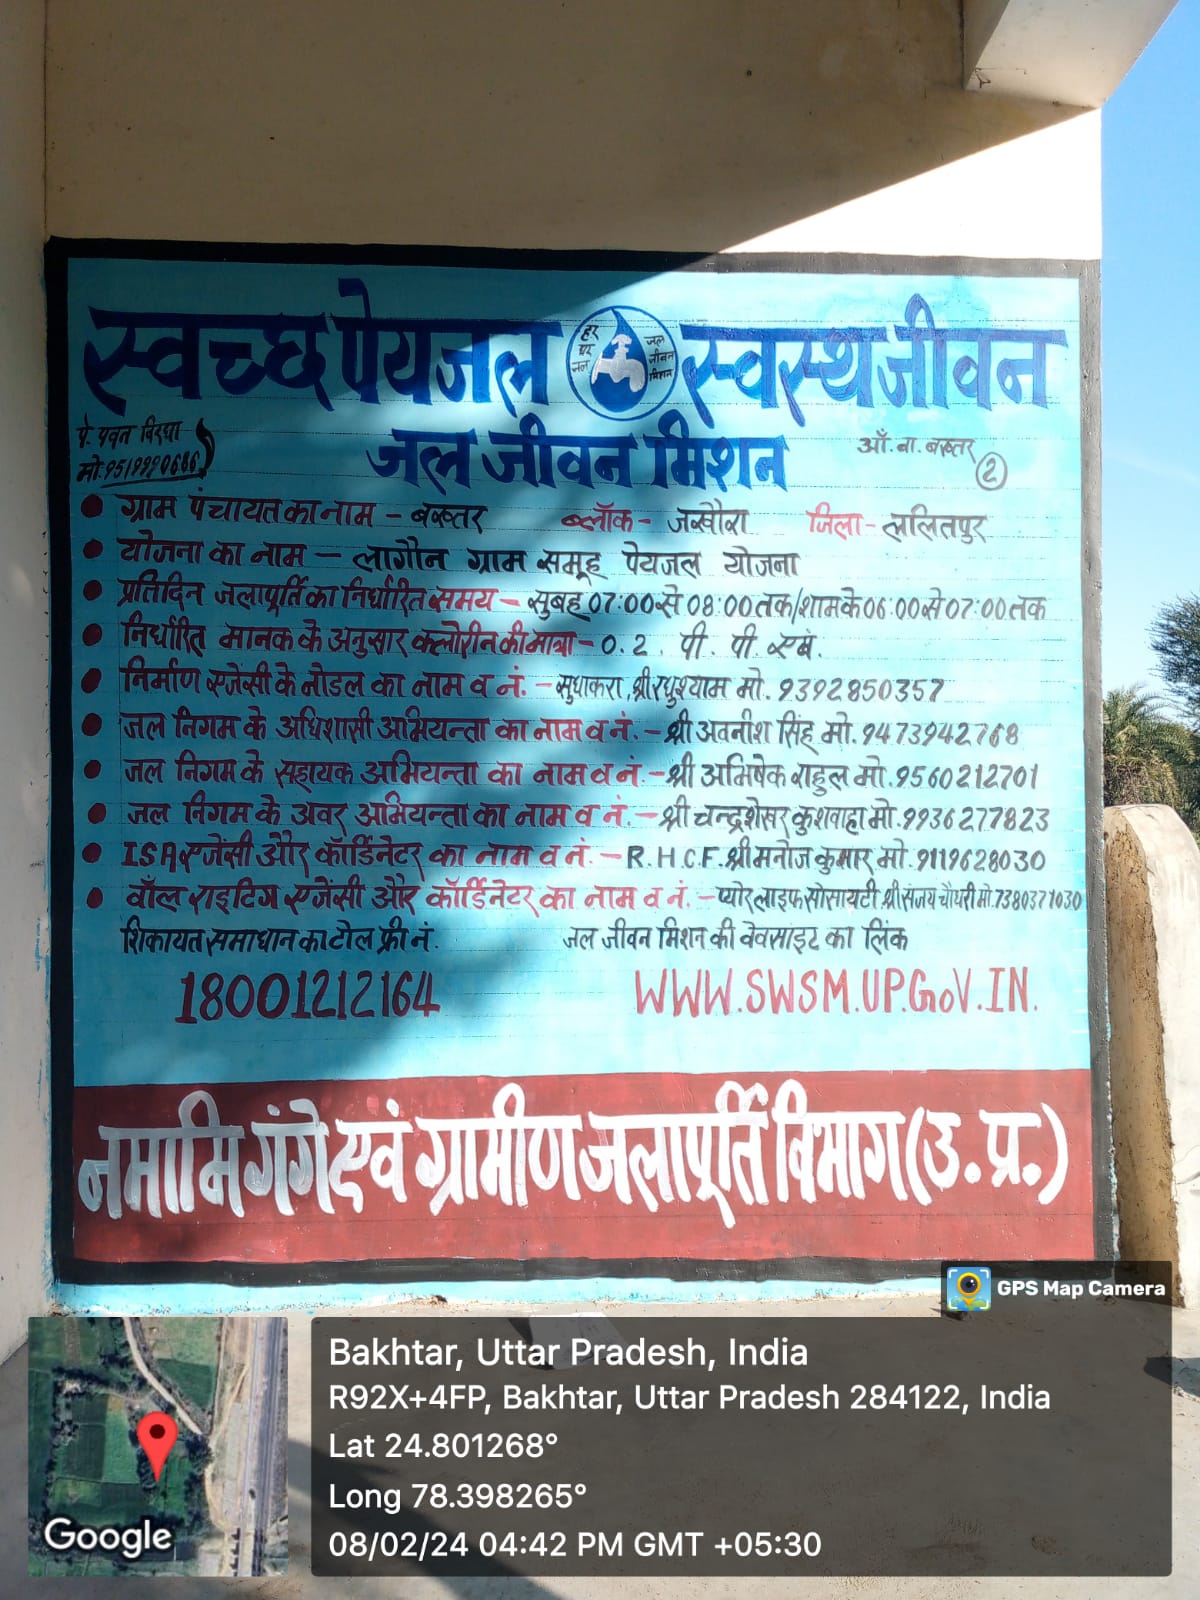 स्वच्छ पेयजल स्वस्थ जीवन
हर घर जल
जल जीवन मिशन
पे. पवन विरधा
मो. 9519990686
जल जीवन मिशन
आँ. बा. बख्तर
2
ग्राम पंचायत का नाम - बख्तर ब्लॉक - जखौरा जिला - ललितपुर
योजना का नाम - लागौन ग्राम समूह पेयजल योजना
प्रतिदिन जलापूर्ति का निर्धारित समय - सुबह 07:00 से 08:00 तक/शाम के 06:00 से 07:00 तक
निर्धारित मानक के अनुसार क्लोरीन की मात्रा - 0.2. पी. पी. एवं.
निर्माण एजेंसी के नोडल का नाम व नं. - सुधाकरा, श्री रघुश्याम मो. 9392850357
जल निगम के अधिशासी अभियन्ता का नाम व नं. - श्री अवनीश सिंह मो. 9473942768
जल निगम के सहायक अभियन्ता का नाम व नं. - श्री अभिषेक राहुल मो. 9560212701
जल निगम के अवर अभियन्ता का नाम व नं. - श्री चन्द्रशेखर कुशवाहा मो. 9936277823
ISA एजेंसी और कॉर्डिनेटर का नाम व नं. - R.H.C.F. श्री मनोज कुमार मो. 9119628030
वॉल राइटिंग एजेंसी और कॉर्डिनेटर का नाम व नं. - प्योर लाइफ सोसायटी श्री संजय चौधरी मो. 7380371030
शिकायत समाधान का टोल फ्री नं. जल जीवन मिशन की वेवसाइट का लिंक
18001212164 WWW.SWSM.UP.GoV.IN.
नमामि गंगे एवं ग्रामीण जलापूर्ति विभाग (उ. प्र.)
GPS Map Camera
Bakhtar, Uttar Pradesh, India
R92X+4FP, Bakhtar, Uttar Pradesh 284122, India
Lat 24.801268°
Long 78.398265°
08/02/24 04:42 PM GMT +05:30
Google